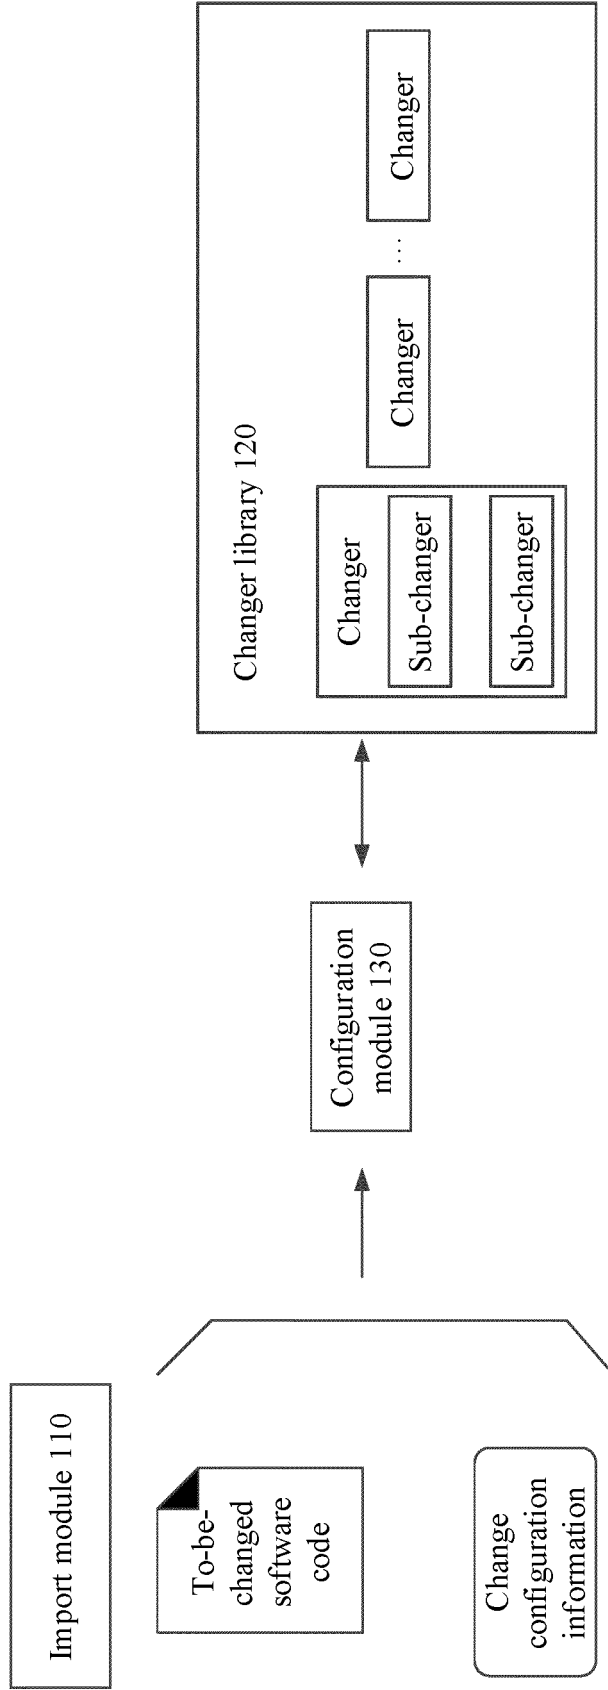 Import module 110
To-be-
changed
software
code
Change
configuration
information
Configuration
module 130
Changer library 120
Changer
Sub-changer
Sub-changer
Changer
...
Changer